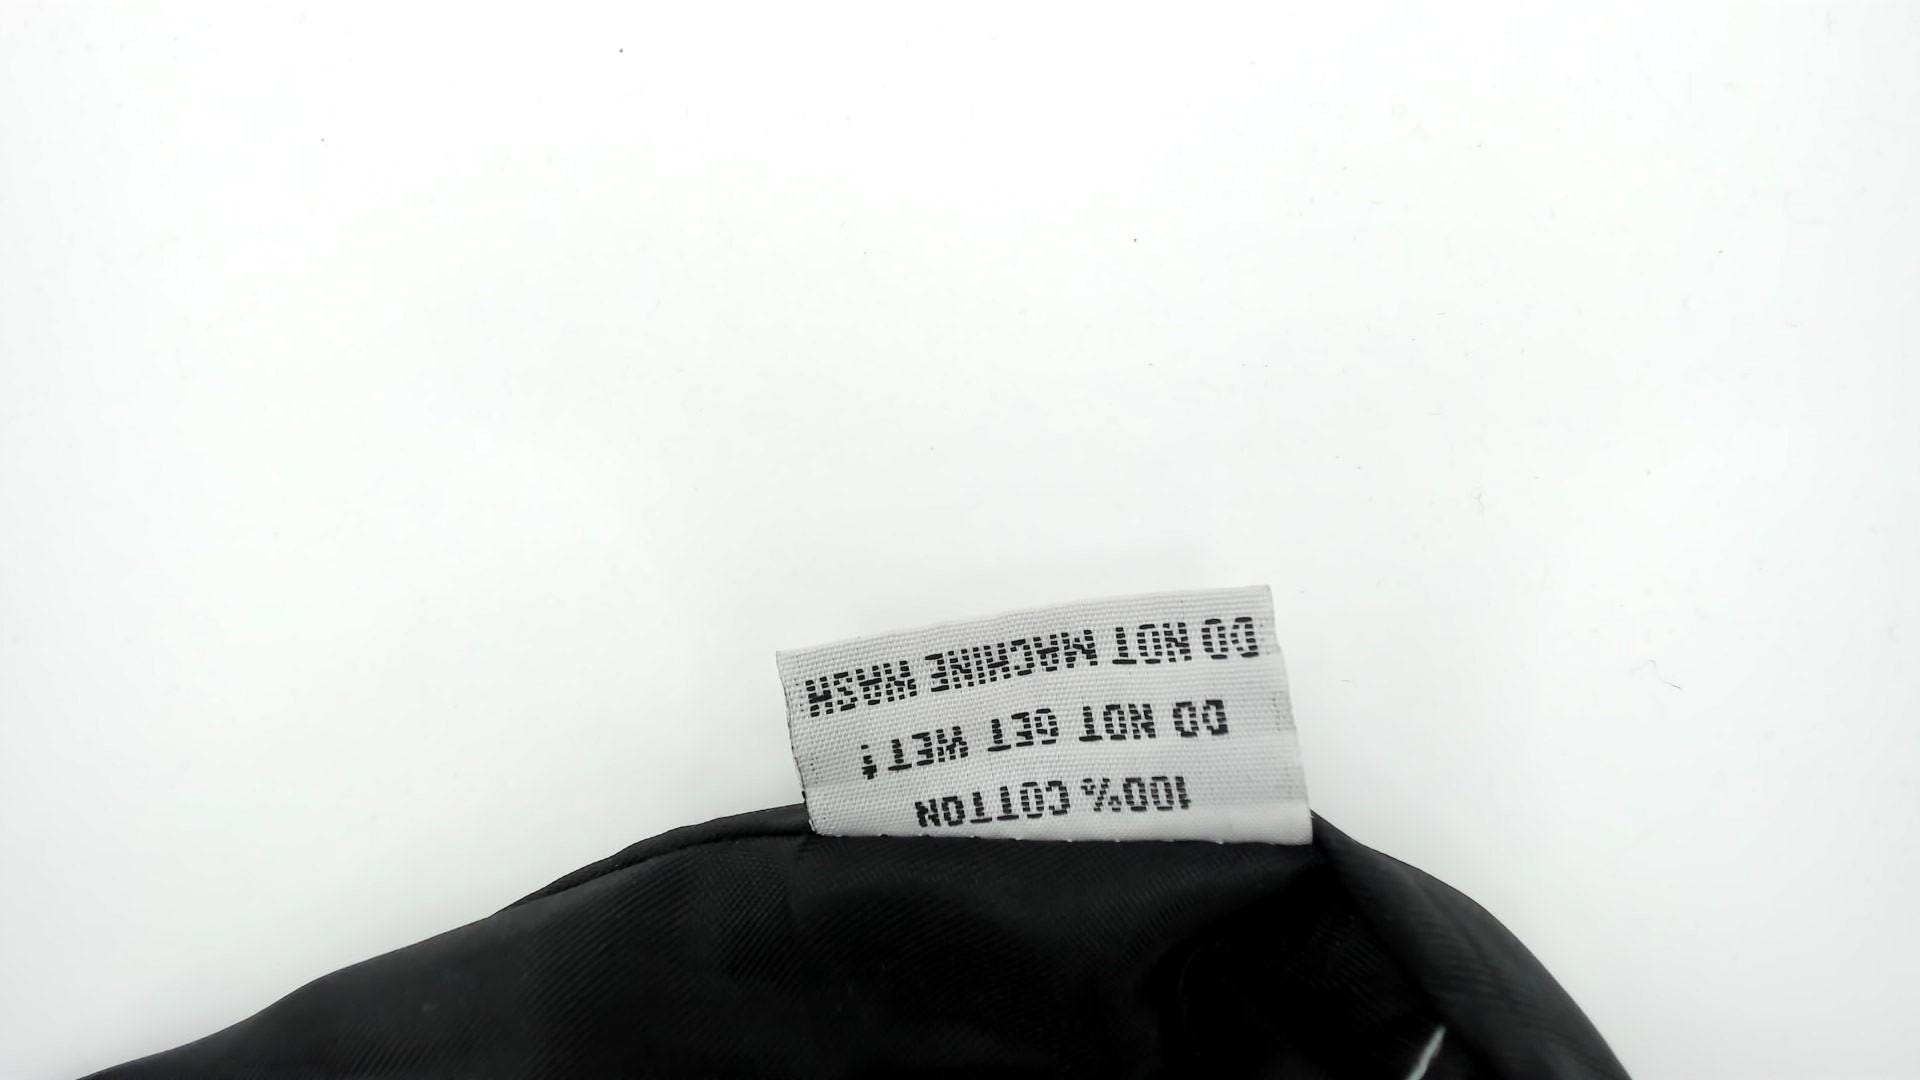 100% COTTON
DO NOT GET WET!
DO NOT MACHINE WASH